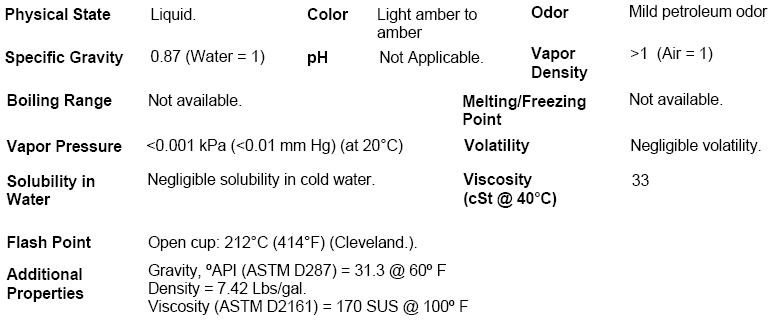 Physical State Liquid. Color Light amber to amber Odor Mild petroleum odor
Specific Gravity 0.87 (Water = 1) pH Not Applicable. Vapor Density >1 (Air = 1)
Boiling Range Not available. Melting/Freezing Point Not available.
Vapor Pressure <0.001 kPa (<0.01 mm Hg) (at 20°C) Volatility Negligible volatility.
Solubility in Water Negligible solubility in cold water. Viscosity (cSt @ 40°C) 33
Flash Point Open cup: 212°C (414°F) (Cleveland.).
Additional Properties Gravity, ºAPI (ASTM D287) = 31.3 @ 60º F
Density = 7.42 Lbs/gal.
Viscosity (ASTM D2161) = 170 SUS @ 100º F